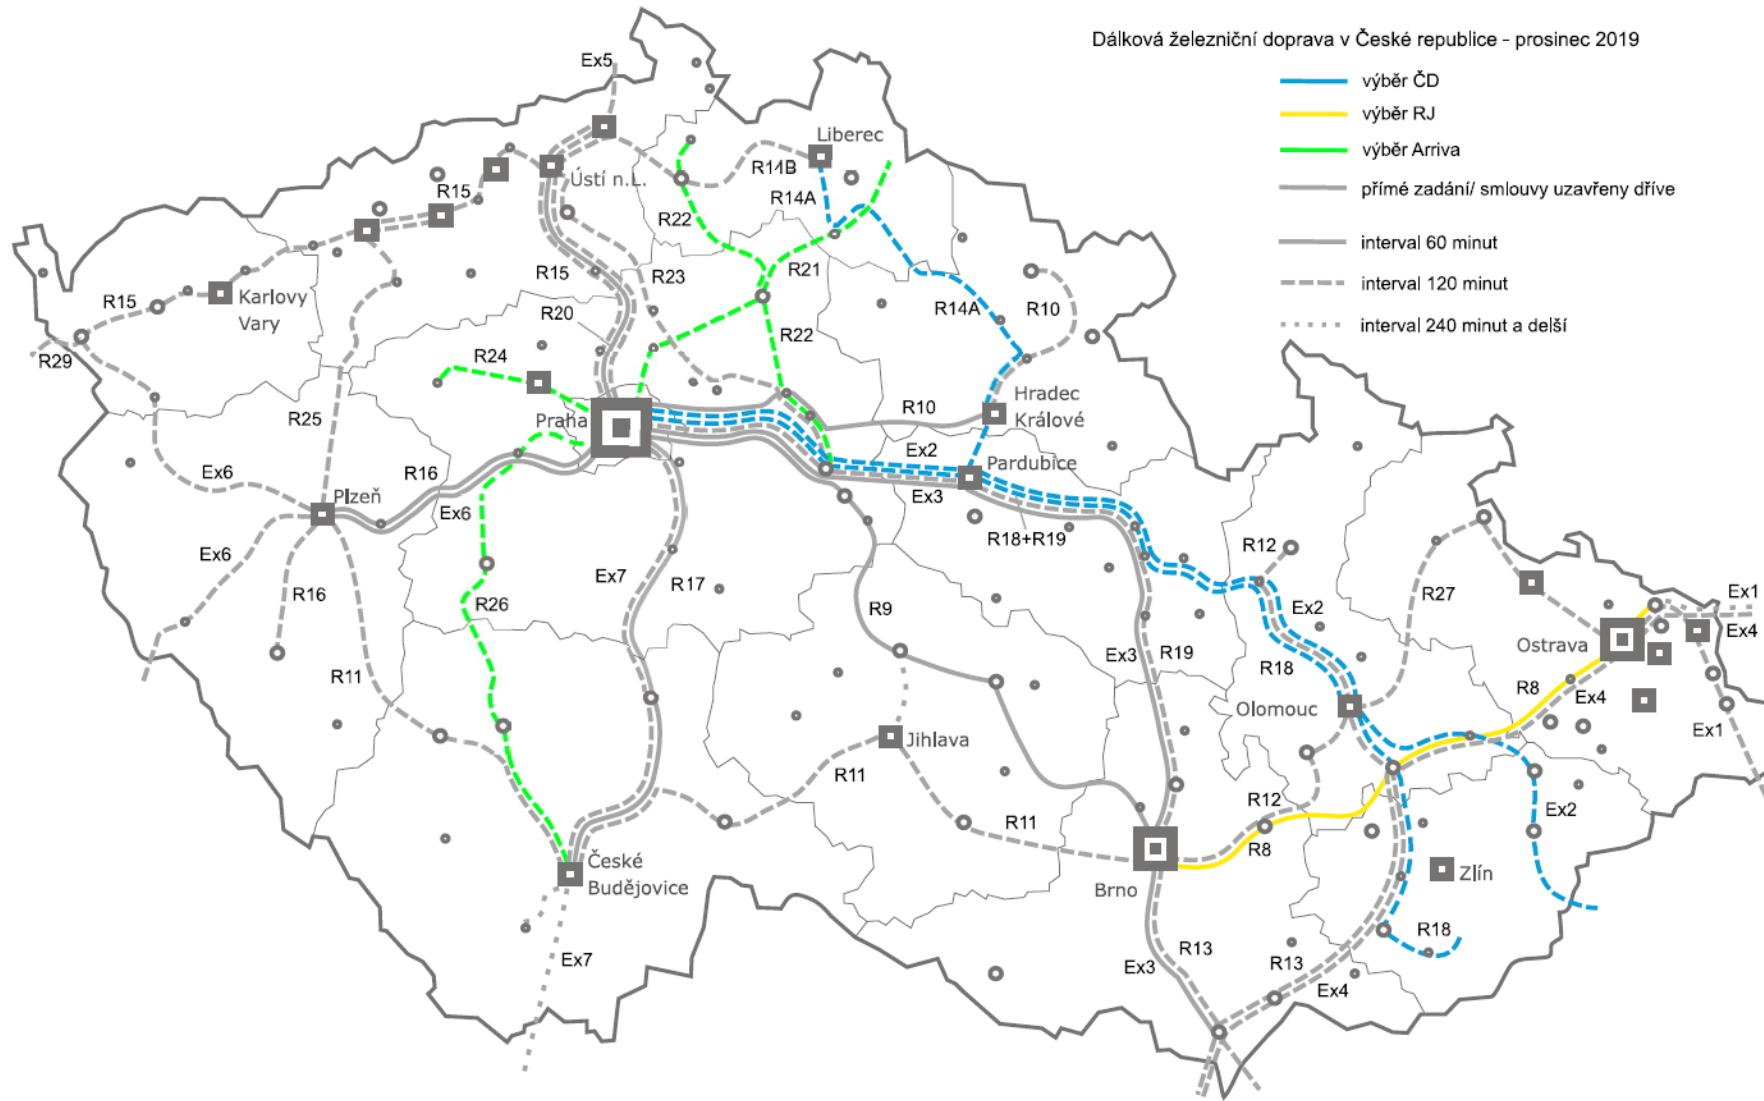 Dálková železniční doprava v České republice - prosinec 2019
výběr ČD
výběr RJ
výběr Arriva
přímé zadání/ smlouvy uzavřeny dříve
interval 60 minut
interval 120 minut
interval 240 minut a delší
Ex5
Liberec
R14B
Ústí n.L.
R15
R14A
R22
R21
R23
R15
R15
Karlovy
Vary
R20
R14A
R10
R22
R29
R24
R25
Praha
R10
Hradec
Králové
Ex2
Pardubice
R16
Plzeň
Ex6
Ex6
Ex3
R18+R19
R12
Ex6
Ex7
R17
R16
R26
R9
Ex2
R27
Ex1
Ex4
Ostrava
Ex3
R19
R18
R11
R8
Ex4
Olomouc
Ex1
Jihlava
R11
R12
Ex2
R11
R8
České
Budějovice
Brno
Zlín
R18
Ex7
R13
Ex3
R13
Ex4